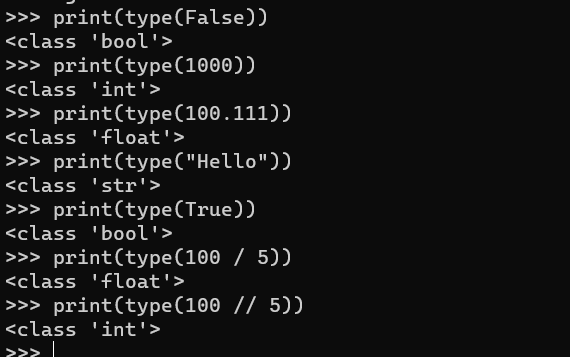 >>> print(type(False))
<class 'bool'>
>>> print(type(1000))
<class 'int'>
>>> print(type(100.111))
<class 'float'>
>>> print(type("Hello"))
<class 'str'>
>>> print(type(True))
<class 'bool'>
>>> print(type(100 / 5))
<class 'float'>
>>> print(type(100 // 5))
<class 'int'>
>>>